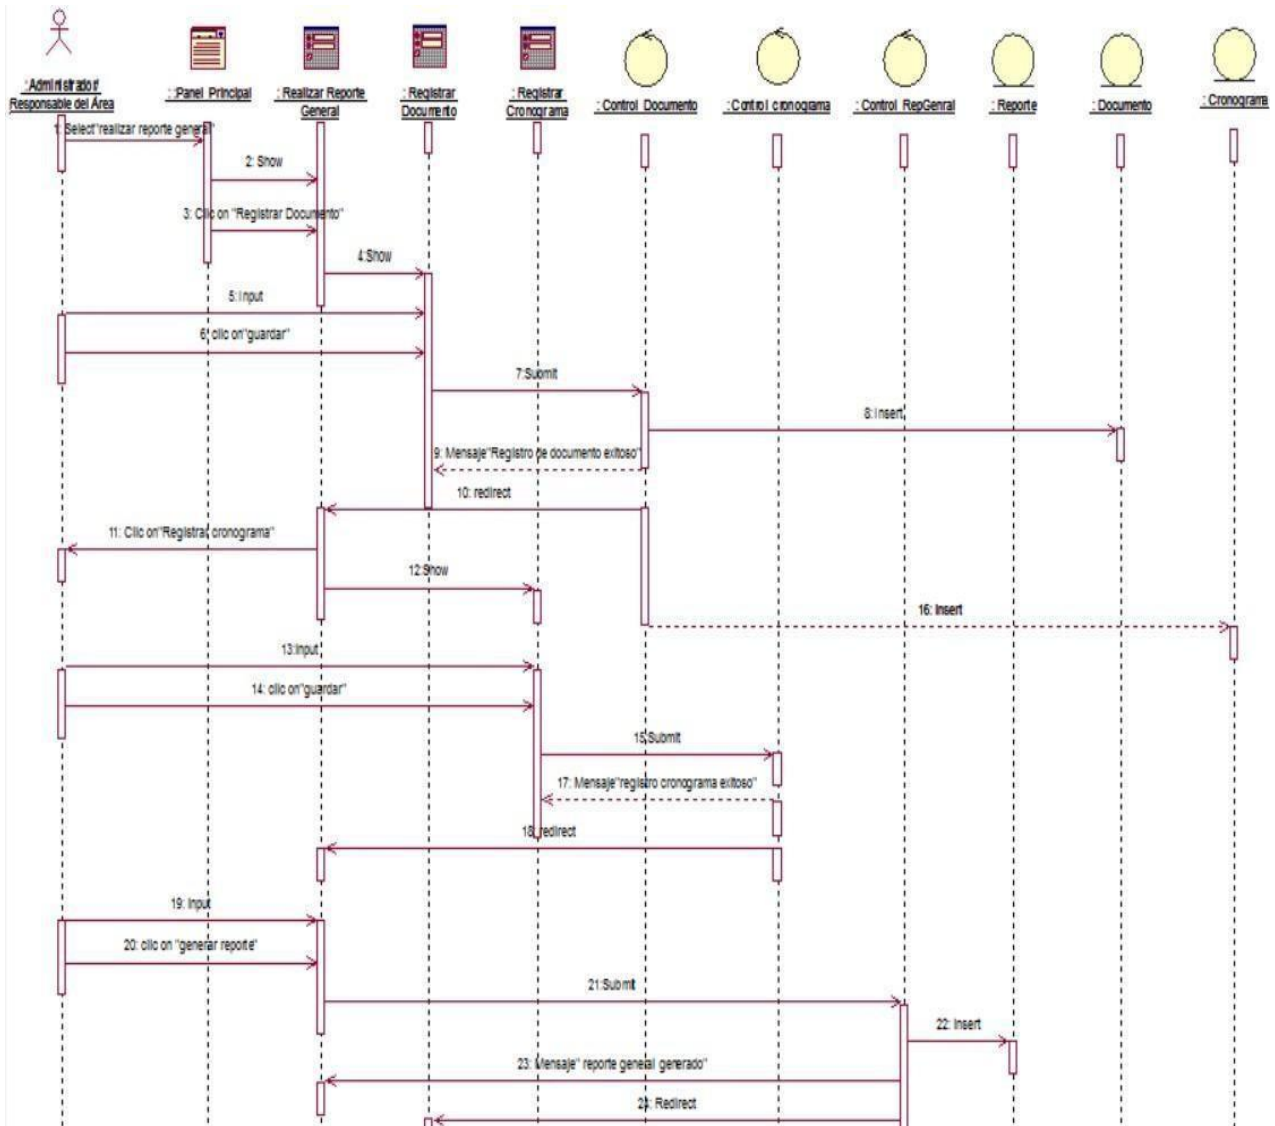 :Administrador/
Responsable del Área
: :Panel Principal
: Realizar Reporte
General
: Registrar
Documento
: Registrar
Cronograma
: Control Documento
: Control cronograma
: Control RepGenral
: Reporte
: Documento
: Cronograma
1: Select"realizar reporte general"
2: Show
3: Clic on "Registrar Documento"
4:Show
5: Input
6: clic on"guardar"
7:Submit
8: Insert
9: Mensaje"Registro de documento exitoso"
10: redirect
11: Clic on"Registrar cronograma"
12:Show
16: Insert
13:Input
14: clic on"guardar"
15:Submit
17: Mensaje"registro cronograma exitoso"
18: redirect
19: Input
20: clic on "generar reporte"
21:Submit
22: Insert
23: Mensaje" reporte general generado"
24: Redirect